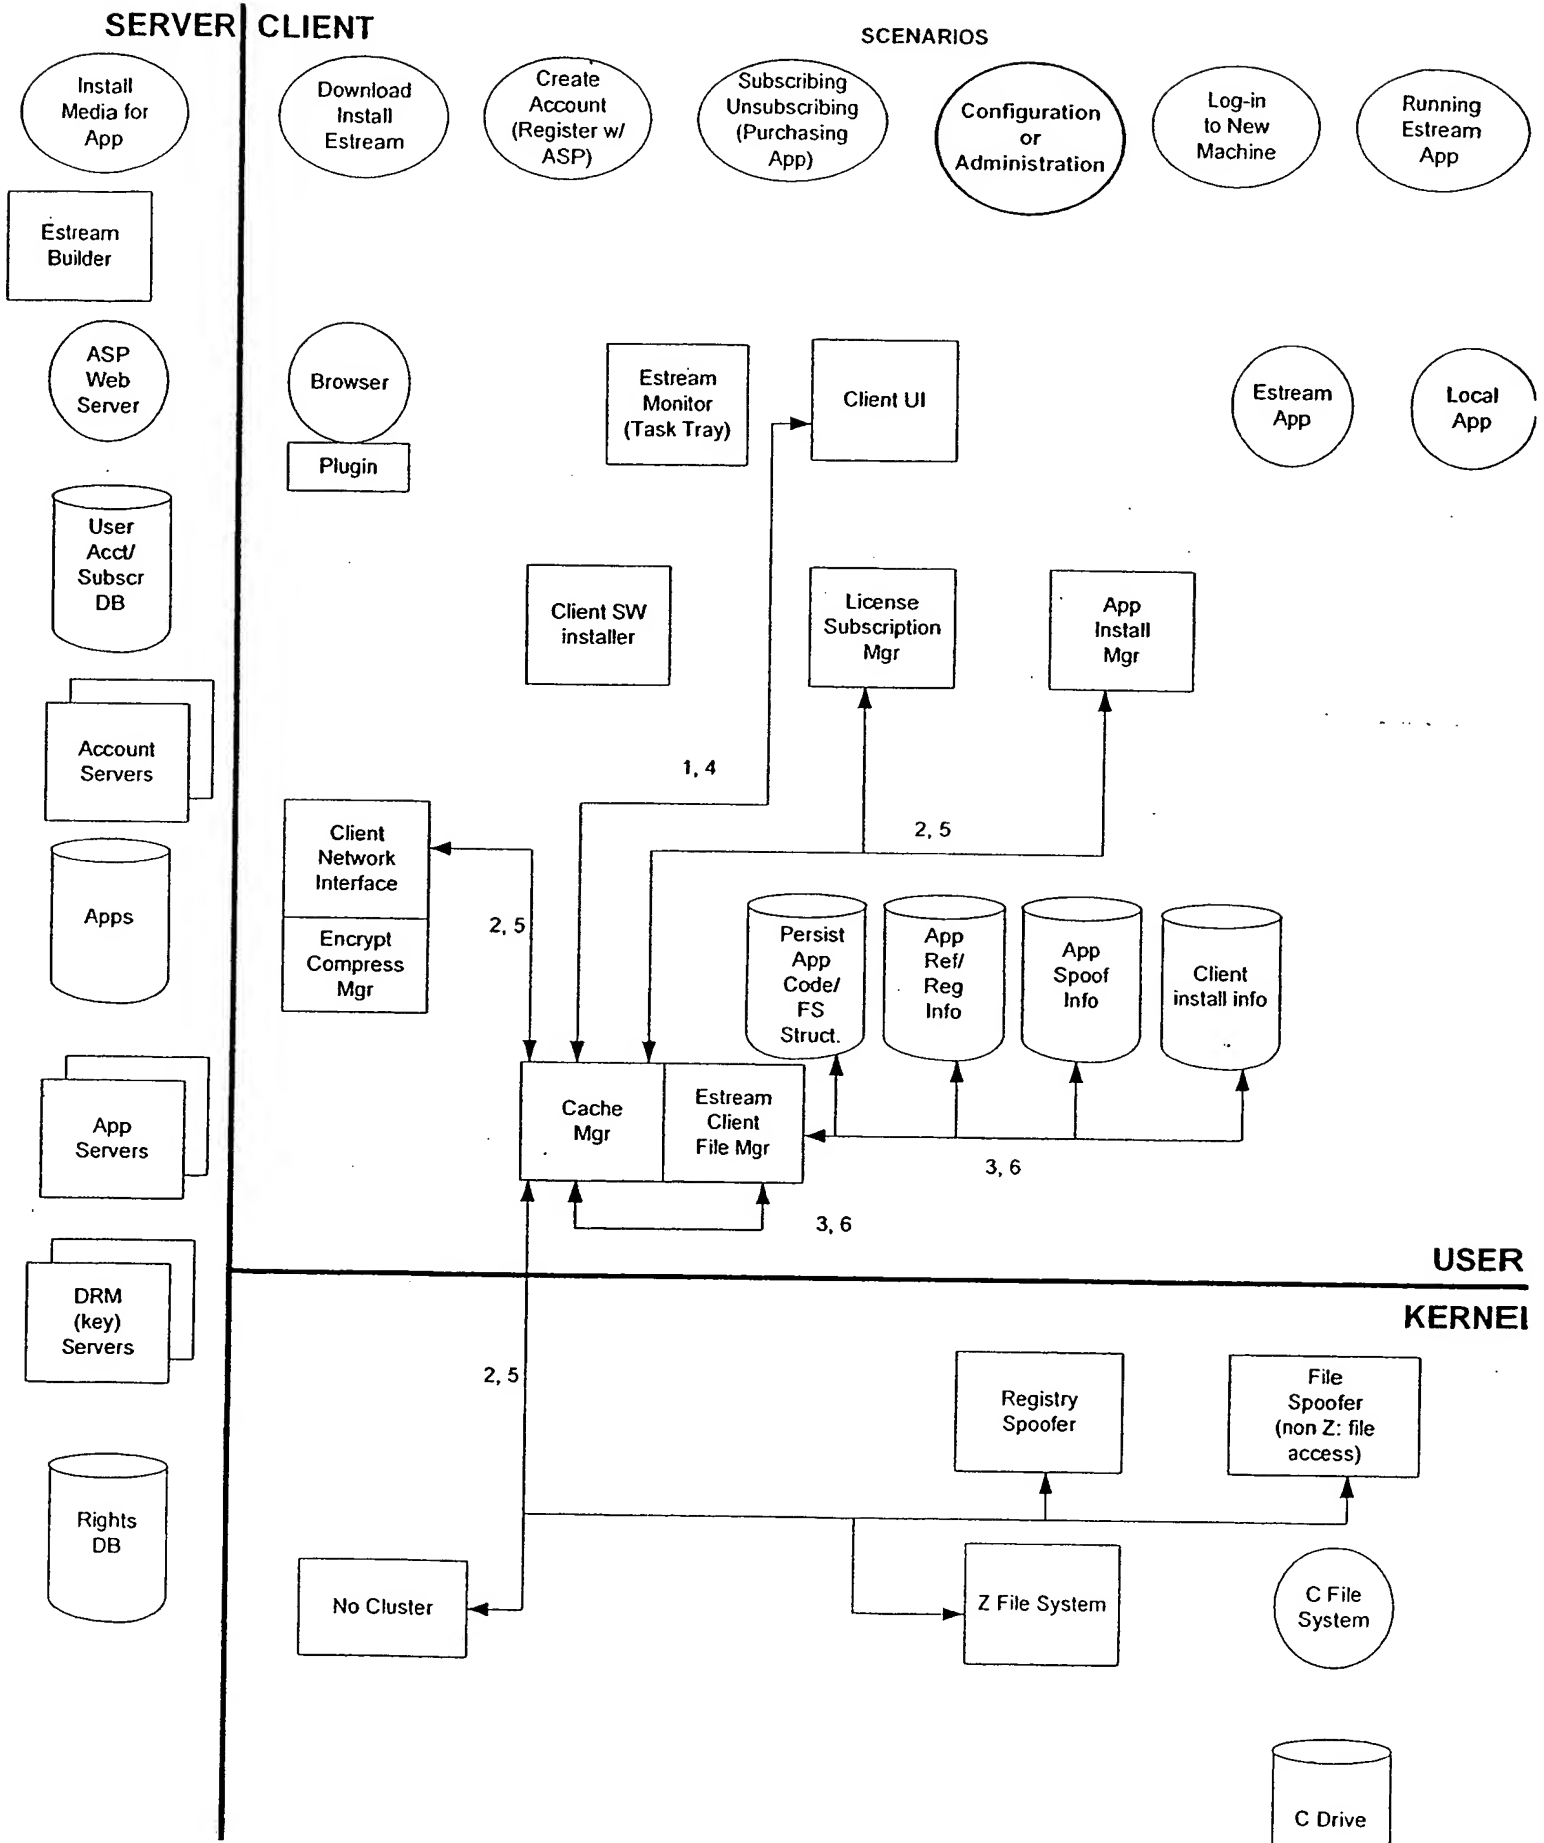 SERVER CLIENT
SCENARIOS
Install
Media for
App
Download
Install
Estream
Create
Account
(Register w/
ASP)
Subscribing
Unsubscribing
(Purchasing
App)
Configuration
or
Administration
Log-in
to New
Machine
Running
Estream
App
Estream
Builder
ASP
Web
Server
Browser
Plugin
Estream
Monitor
(Task Tray)
Client UI
Estream
App
Local
App
User
Acct/
Subscr
DB
Client SW
installer
License
Subscription
Mgr
App
Install
Mgr
Account
Servers
1, 4
2, 5
Client
Network
Interface
Encrypt
Compress
Mgr
2, 5
Apps
Persist
App
Code/
FS
Struct.
App
Ref/
Reg
Info
App
Spoof
Info
Client
install info
Cache
Mgr
Estream
Client
File Mgr
3, 6
3, 6
App
Servers
USER
KERNEl
DRM
(key)
Servers
2, 5
Registry
Spoofer
File
Spoofer
(non Z: file
access)
Rights
DB
No Cluster
Z File System
C File
System
C Drive